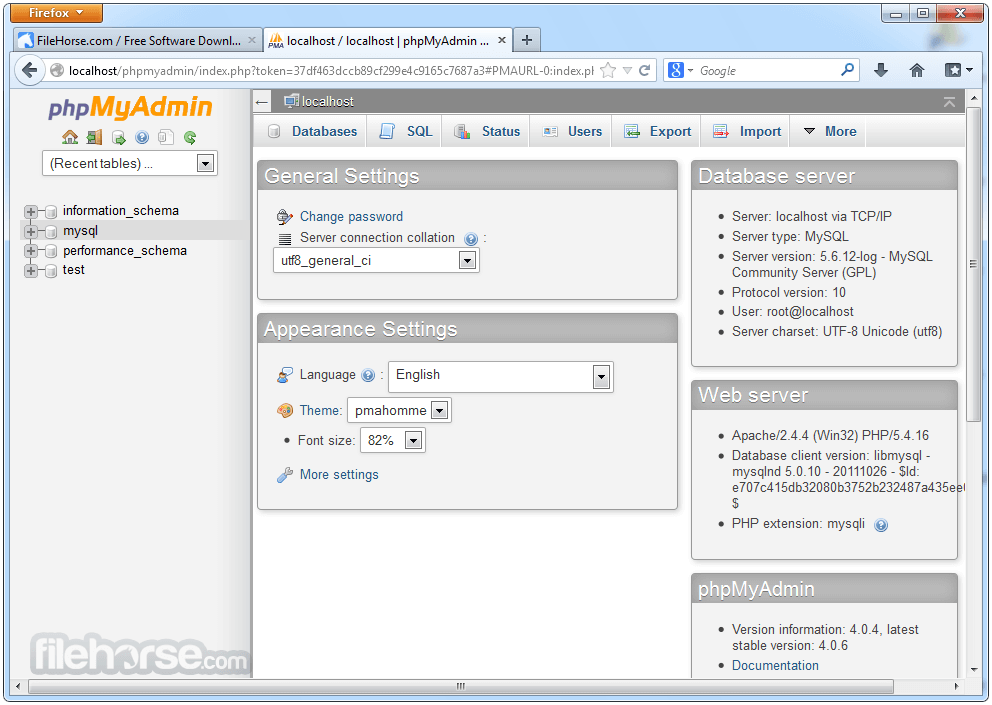 Firefox
FileHorse.com / Free Software Downl...
localhost / localhost | phpMyAdmin ...
localhost/phpmyadmin/index.php?token=37df463dccb89cf299e4c9165c7687a3#PMAURL-0:index.ph
Google
phpMyAdmin
(Recent tables) ...
information_schema
mysql
performance_schema
test
localhost
Databases
SQL
Status
Users
Export
Import
More
General Settings
Change password
Server connection collation :
utf8_general_ci
Appearance Settings
Language :
English
Theme:
pmahomme
Font size:
82%
More settings
Database server
Server: localhost via TCP/IP
Server type: MySQL
Server version: 5.6.12-log - MySQL
Community Server (GPL)
Protocol version: 10
User: root@localhost
Server charset: UTF-8 Unicode (utf8)
Web server
Apache/2.4.4 (Win32) PHP/5.4.16
Database client version: libmysql -
mysqlnd 5.0.10 - 20111026 - $Id:
e707c415db32080b3752b232487a435ee
$
PHP extension: mysqli
phpMyAdmin
Version information: 4.0.4, latest
stable version: 4.0.6
Documentation
filehorse.com